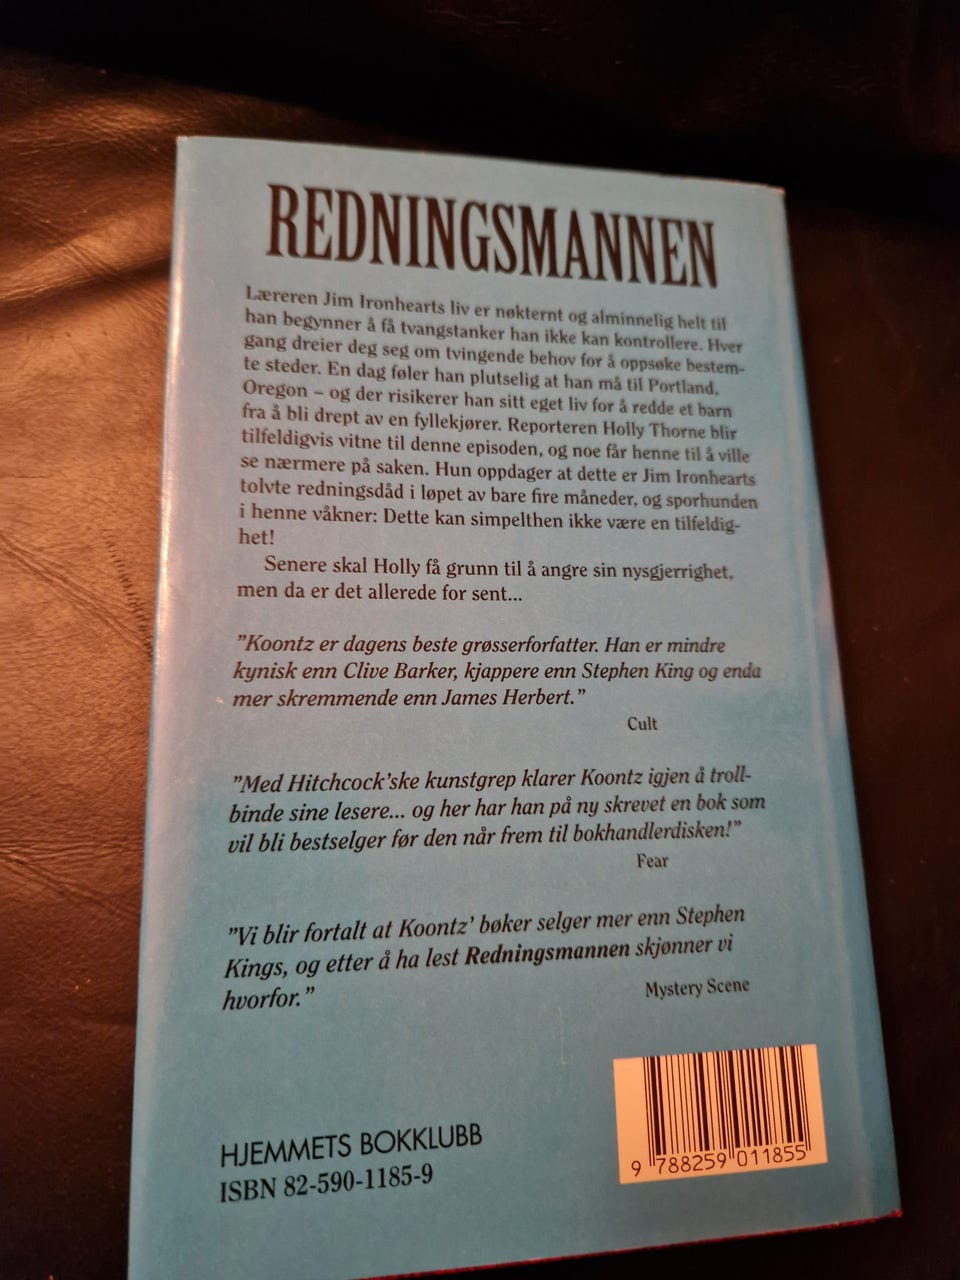 REDNINGSMANNEN
Læreren Jim Ironhearts liv er nøkternt og alminnelig helt til
han begynner å få tvangstanker han ikke kan kontrollere. Hver
gang dreier deg seg om tvingende behov for å oppsøke bestem-
te steder. En dag føler han plutselig at han må til Portland,
Oregon – og der risikerer han sitt eget liv for å redde et barn
fra å bli drept av en fyllekjører. Reporteren Holly Thorne blir
tilfeldigvis vitne til denne episoden, og noe får henne til å ville
se nærmere på saken. Hun oppdager at dette er Jim Ironhearts
tolvte redningsdåd i løpet av bare fire måneder, og sporhunden
i henne våkner: Dette kan simpelthen ikke være en tilfeldig-
het!
Senere skal Holly få grunn til å angre sin nysgjerrighet,
men da er det allerede for sent...
”Koontz er dagens beste grøsserforfatter. Han er mindre
kynisk enn Clive Barker, kjappere enn Stephen King og enda
mer skremmende enn James Herbert.”
Cult
”Med Hitchcock’ske kunstgrep klarer Koontz igjen å troll-
binde sine lesere... og her har han på ny skrevet en bok som
vil bli bestselger før den når frem til bokhandlerdisken!”
Fear
”Vi blir fortalt at Koontz’ bøker selger mer enn Stephen
Kings, og etter å ha lest Redningsmannen skjønner vi
hvorfor.”
Mystery Scene
HJEMMETS BOKKLUBB
ISBN 82-590-1185-9
9 788259 011855